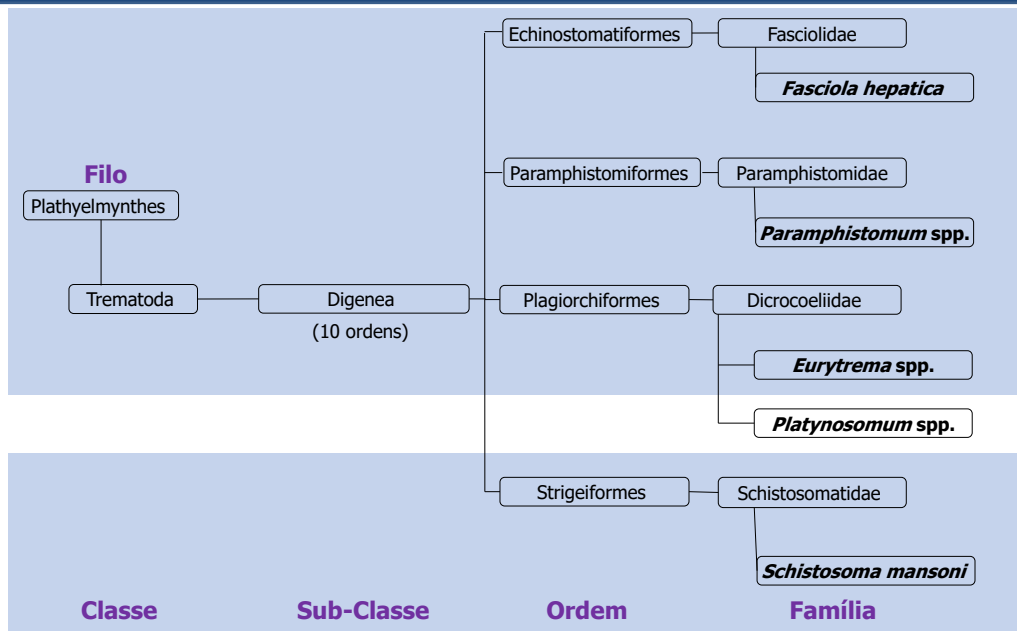 Echinostomatiformes
Fasciolidae
Fasciola hepatica
Filo
Plathyelmynthes
Paramphistomiformes
Paramphistomidae
Paramphistomum spp.
Trematoda
Digenea
(10 ordens)
Plagiorchiformes
Dicrocoeliidae
Eurytrema spp.
Platynosomum spp.
Strigeiformes
Schistosomatidae
Schistosoma mansoni
Classe
Sub-Classe
Ordem
Família